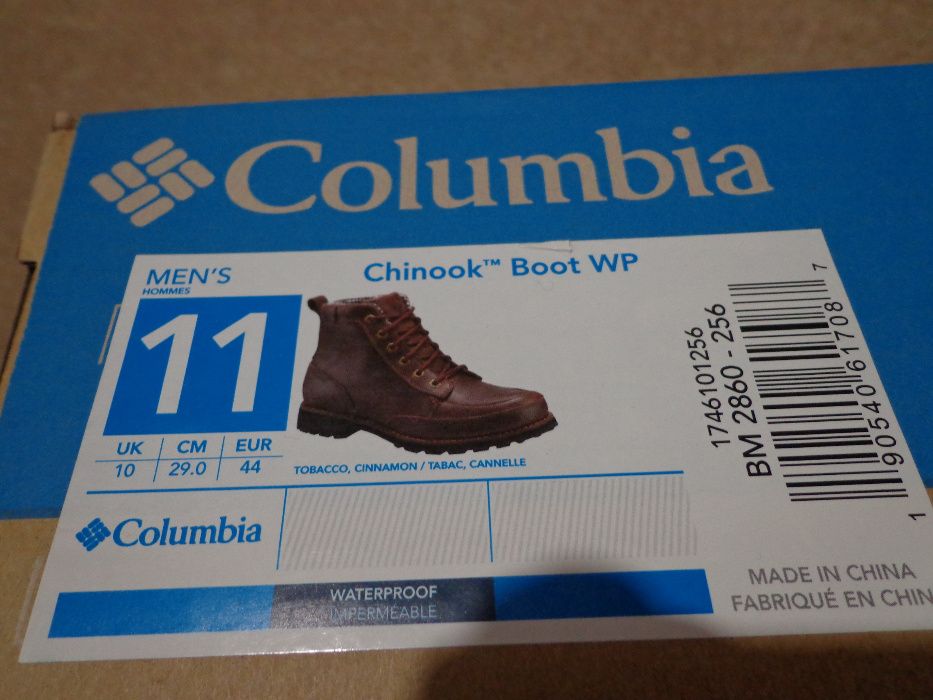 Columbia
MEN'S
HOMMES
Chinook™ Boot WP
11
UK CM EUR
10 29.0 44
TOBACCO, CINNAMON / TABAC, CANNELLE
Columbia
WATERPROOF
IMPERMÉABLE
1746101256
BM 2860 - 256
1 90540 61708 7
MADE IN CHINA
FABRIQUÉ EN CHIN